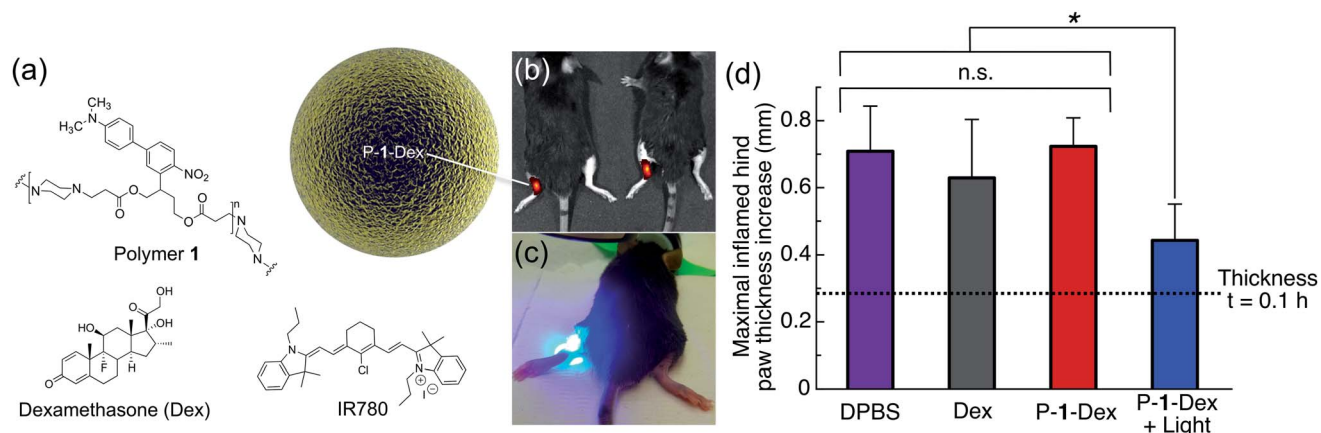 (a)
H₃C
N
CH₃
P-1-Dex
NO₂
N
N
O
O
O
O
n
N
N
N
Polymer 1
OH
O
HO
OH
F
H
O
Dexamethasone (Dex)
N
Cl
N
+
I
−
IR780
(b)
(c)
(d)
*
n.s.
Maximal inflamed hind
paw thickness increase (mm)
0.8
0.6
0.4
0.2
0
Thickness
t = 0.1 h
DPBS
Dex
P-1-Dex
P-1-Dex
+ Light